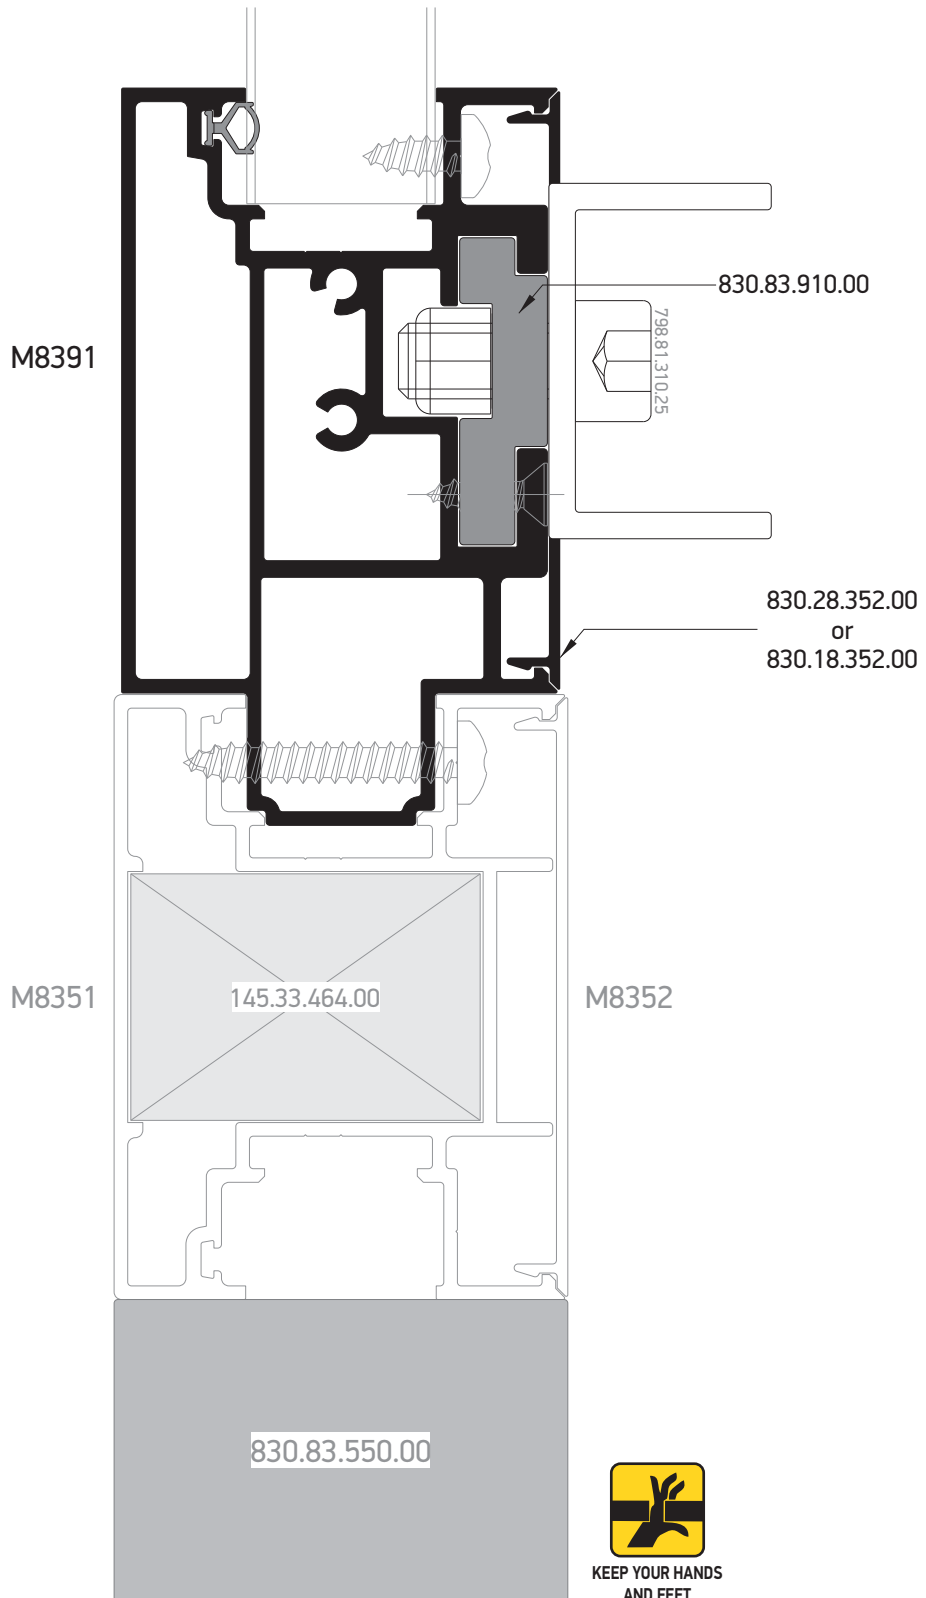 830.83.910.00
798.81.310.25
M8391
830.28.352.00
or
830.18.352.00
M8351
145.33.464.00
M8352
830.83.550.00
KEEP YOUR HANDS
AND FEET